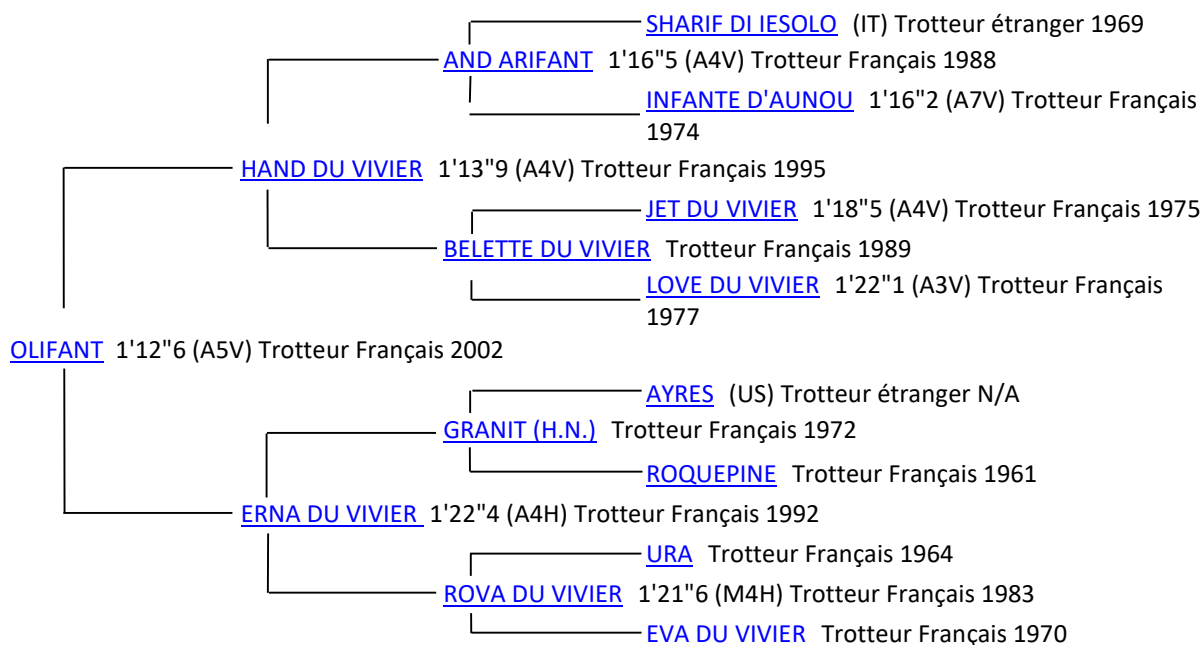 SHARIF DI IESOLO (IT) Trotteur étranger 1969
AND ARIFANT 1'16"5 (A4V) Trotteur Français 1988
INFANTE D'AUNOU 1'16"2 (A7V) Trotteur Français
1974
HAND DU VIVIER 1'13"9 (A4V) Trotteur Français 1995
JET DU VIVIER 1'18"5 (A4V) Trotteur Français 1975
BELETTE DU VIVIER Trotteur Français 1989
LOVE DU VIVIER 1'22"1 (A3V) Trotteur Français
1977
OLIFANT 1'12"6 (A5V) Trotteur Français 2002
AYRES (US) Trotteur étranger N/A
GRANIT (H.N.) Trotteur Français 1972
ROQUEPINE Trotteur Français 1961
ERNA DU VIVIER 1'22"4 (A4H) Trotteur Français 1992
URA Trotteur Français 1964
ROVA DU VIVIER 1'21"6 (M4H) Trotteur Français 1983
EVA DU VIVIER Trotteur Français 1970